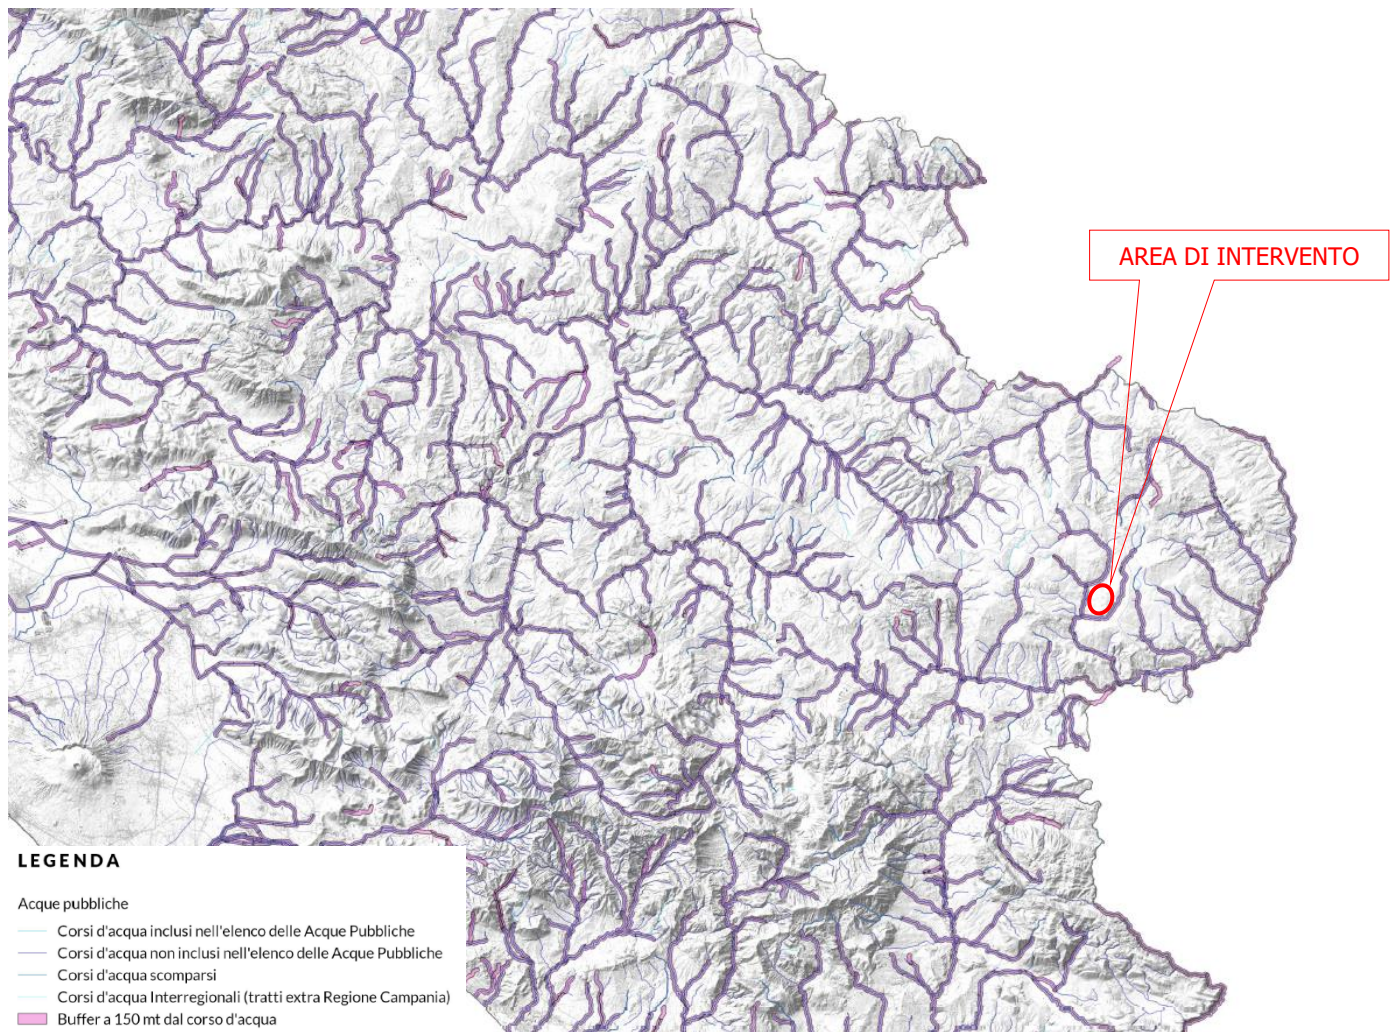 AREA DI INTERVENTO
LEGENDA
Acque pubbliche
Corsi d'acqua inclusi nell'elenco delle Acque Pubbliche
Corsi d'acqua non inclusi nell'elenco delle Acque Pubbliche
Corsi d'acqua scomparsi
Corsi d'acqua Interregionali (tratti extra Regione Campania)
Buffer a 150 mt dal corso d'acqua